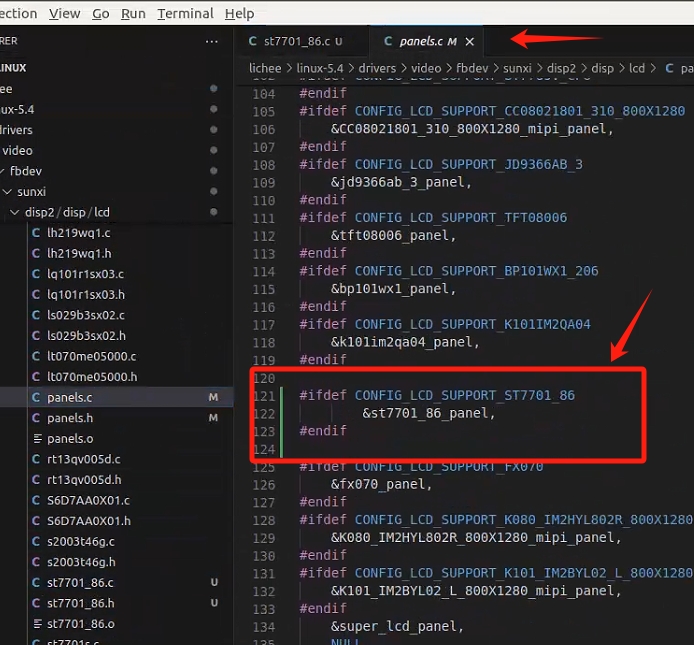 ection View Go Run Terminal Help
RER ...
C st7701_86.c U
C panels.c M ×
lichee > linux-5.4 > drivers > video > fbdev > sunxi > disp2 > disp > lcd > C pa
INUX
ee
ux-5.4
drivers
video
fbdev
sunxi
disp2 / disp / lcd
C lh219wq1.c
C lh219wq1.h
C lq101r1sx03.c
C lq101r1sx03.h
C ls029b3sx02.c
C ls029b3sx02.h
C lt070me05000.c
C lt070me05000.h
C panels.c M
C panels.h M
panels.o
C rt13qv005d.c
C rt13qv005d.h
C S6D7AA0X01.c
C S6D7AA0X01.h
C s2003t46g.c
C s2003t46g.h
C st7701_86.c U
C st7701_86.h U
st7701_86.o
C st7701s.c
104 #endif
105 #ifdef CONFIG_LCD_SUPPORT_CC08021801_310_800X1280
106 &CC08021801_310_800X1280_mipi_panel,
107 #endif
108 #ifdef CONFIG_LCD_SUPPORT_JD9366AB_3
109 &jd9366ab_3_panel,
110 #endif
111 #ifdef CONFIG_LCD_SUPPORT_TFT08006
112 &tft08006_panel,
113 #endif
114 #ifdef CONFIG_LCD_SUPPORT_BP101WX1_206
115 &bp101wx1_panel,
116 #endif
117 #ifdef CONFIG_LCD_SUPPORT_K101IM2QA04
118 &k101im2qa04_panel,
119 #endif
120
121 #ifdef CONFIG_LCD_SUPPORT_ST7701_86
122 &st7701_86_panel,
123 #endif
124
125 #ifdef CONFIG_LCD_SUPPORT_FX070
126 &fx070_panel,
127 #endif
128 #ifdef CONFIG_LCD_SUPPORT_K080_IM2HYL802R_800X1280
129 &K080_IM2HYL802R_800X1280_mipi_panel,
130 #endif
131 #ifdef CONFIG_LCD_SUPPORT_K101_IM2BYL02_L_800X1280
132 &K101_IM2BYL02_L_800X1280_mipi_panel,
133 #endif
134 &super_lcd_panel,
135 NULL